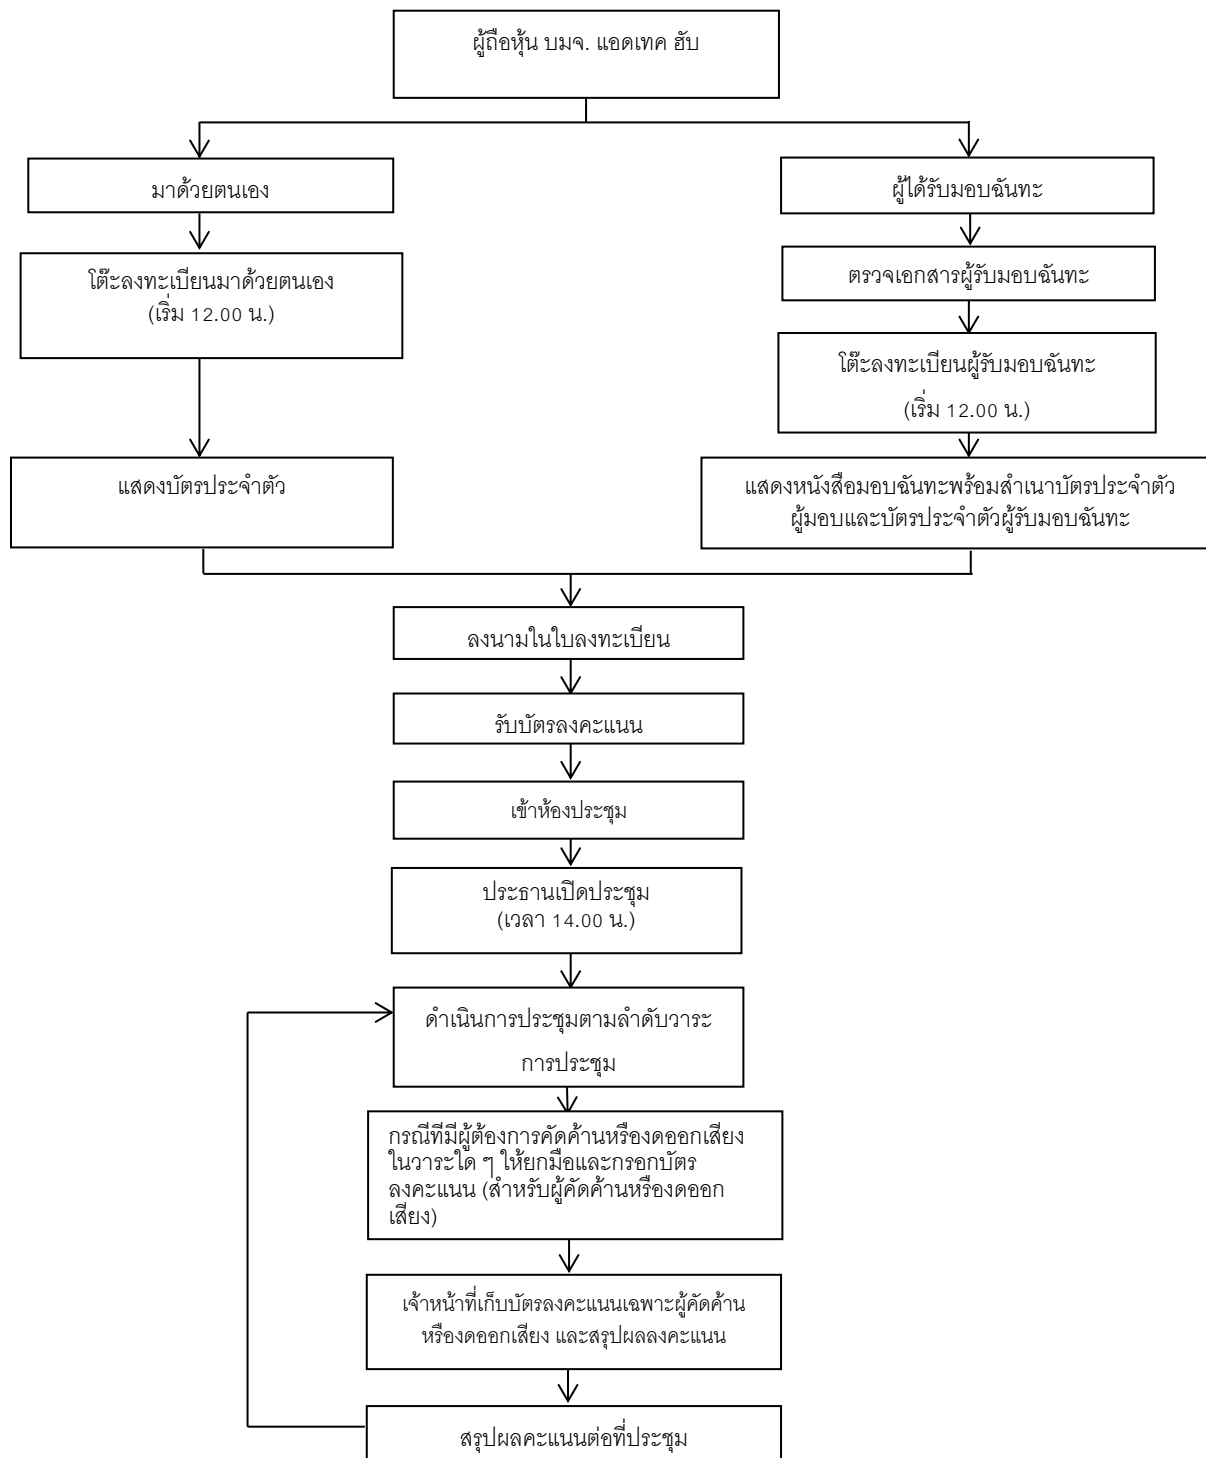 ผู้ถือหุ้น บมจ. แอดเทค ฮับ
มาด้วยตนเอง
ผู้ได้รับมอบฉันทะ
โต๊ะลงทะเบียนมาด้วยตนเอง
(เริ่ม 12.00 น.)
ตรวจเอกสารผู้รับมอบฉันทะ
โต๊ะลงทะเบียนผู้รับมอบฉันทะ
(เริ่ม 12.00 น.)
แสดงบัตรประจำตัว
แสดงหนังสือมอบฉันทะพร้อมสำเนาบัตรประจำตัว
ผู้มอบและบัตรประจำตัวผู้รับมอบฉันทะ
ลงนามในใบลงทะเบียน
รับบัตรลงคะแนน
เข้าห้องประชุม
ประธานเปิดประชุม
(เวลา 14.00 น.)
ดำเนินการประชุมตามลำดับวาระ
การประชุม
กรณีทีมีผู้ต้องการคัดค้านหรืองดออกเสียง
ในวาระใด ๆ ให้ยกมือและกรอกบัตร
ลงคะแนน (สำหรับผู้คัดค้านหรืองดออก
เสียง)
เจ้าหน้าที่เก็บบัตรลงคะแนนเฉพาะผู้คัดค้าน
หรืองดออกเสียง และสรุปผลลงคะแนน
สรุปผลคะแนนต่อที่ประชุม